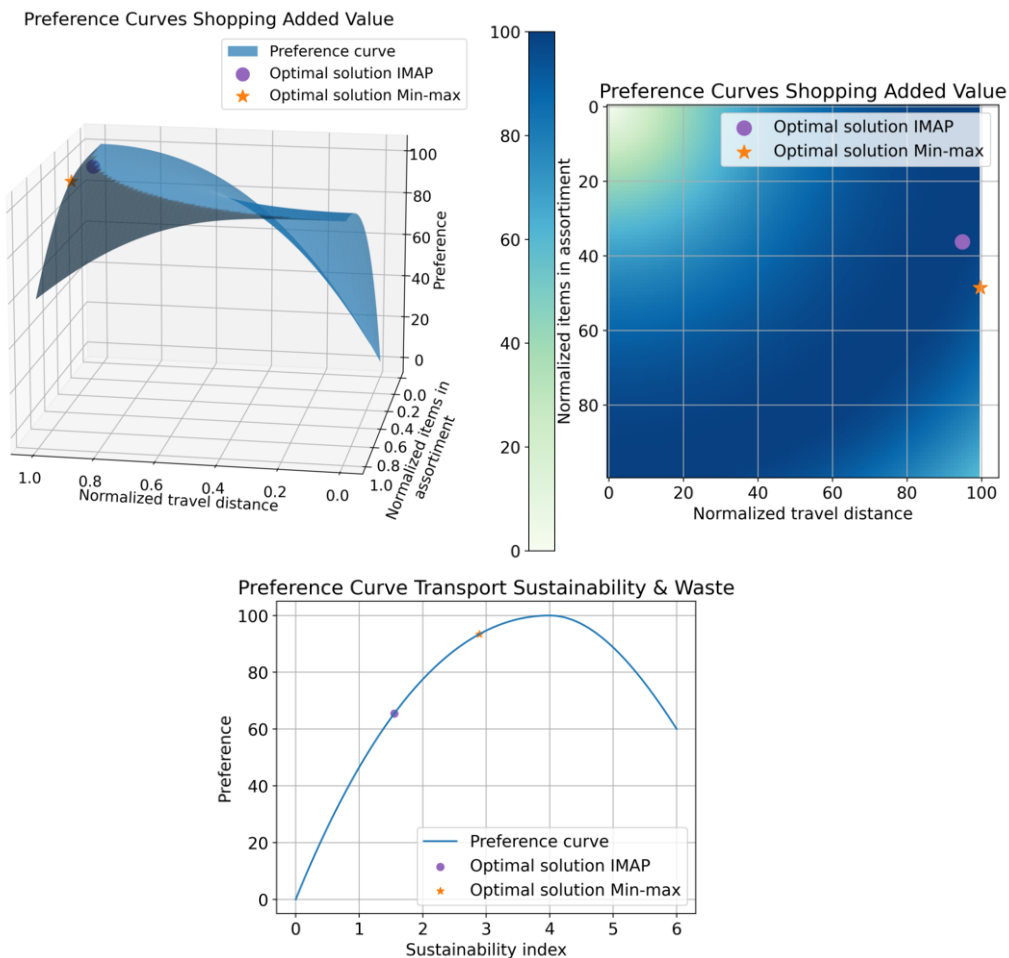 Preference Curves Shopping Added Value
Preference curve
Optimal solution IMAP
Optimal solution Min-max
100
80
60
40
20
0
Preference
0.0
0.2
0.4
0.6
0.8
1.0
Normalized items in
assortiment
1.0
0.8
0.6
0.4
0.2
0.0
Normalized travel distance
100
80
60
40
20
0
Preference Curves Shopping Added Value
Optimal solution IMAP
Optimal solution Min-max
0
20
40
60
80
Normalized items in assortiment
0
20
40
60
80
100
Normalized travel distance
Preference Curve Transport Sustainability & Waste
100
80
60
40
20
0
Preference
Preference curve
Optimal solution IMAP
Optimal solution Min-max
0
1
2
3
4
5
6
Sustainability index